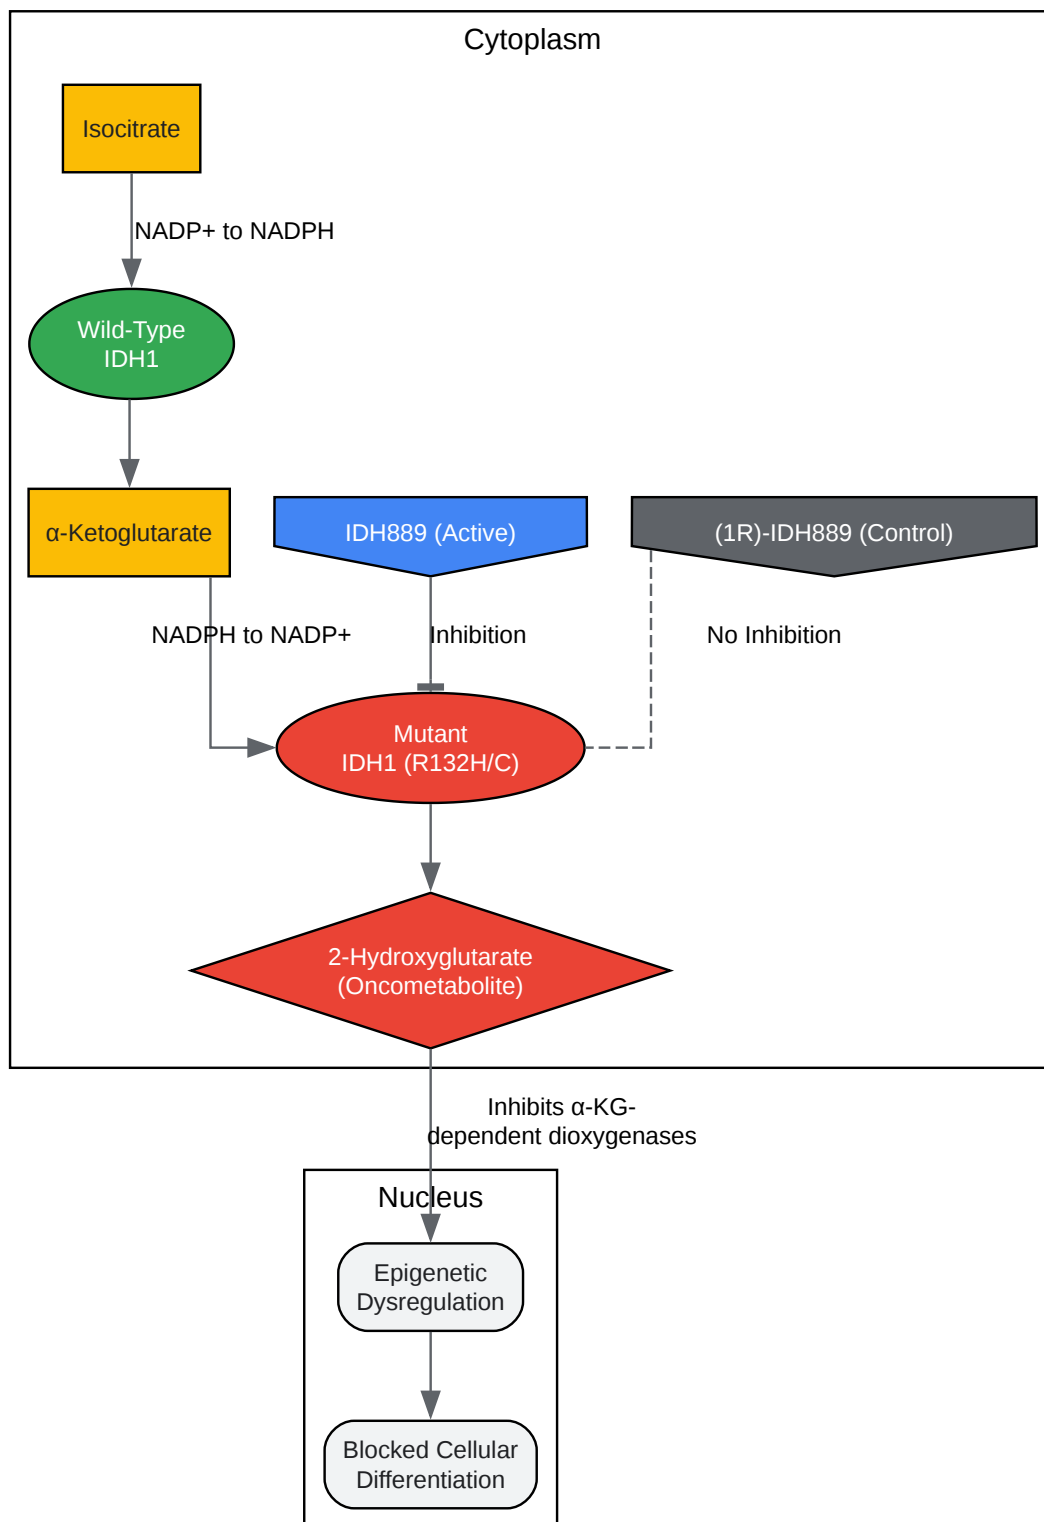 Cytoplasm
Isocitrate
NADP+ to NADPH
Wild-Type
IDH1
α-Ketoglutarate
IDH889 (Active)
(1R)-IDH889 (Control)
NADPH to NADP+
Inhibition
No Inhibition
Mutant
IDH1 (R132H/C)
2-Hydroxyglutarate
(Oncometabolite)
Inhibits α-KG-
dependent dioxygenases
Nucleus
Epigenetic
Dysregulation
Blocked Cellular
Differentiation